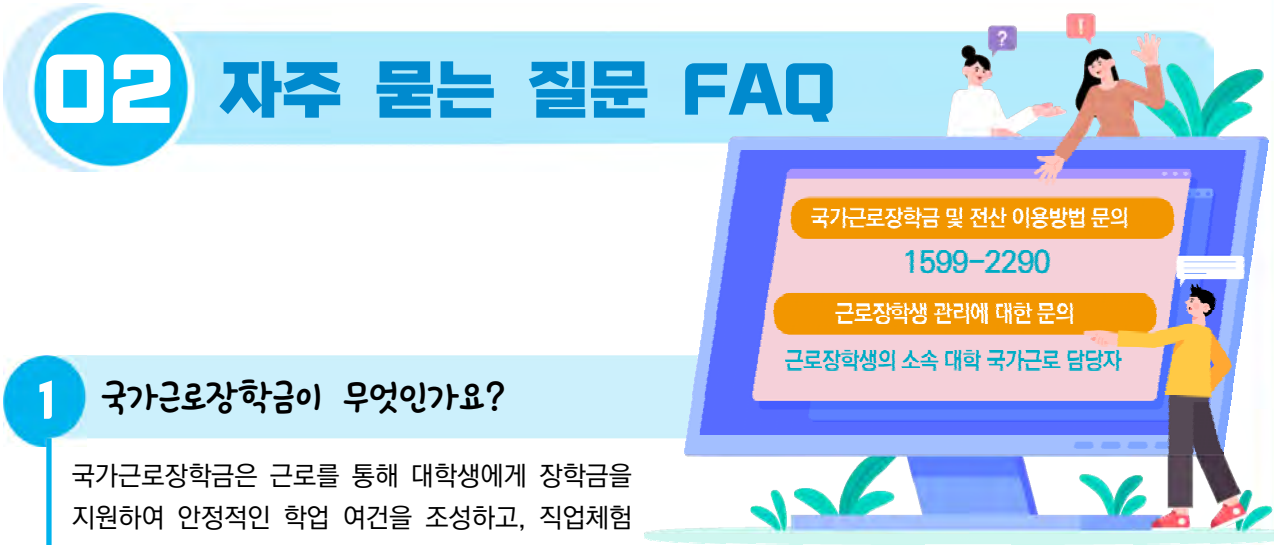 02 자주 묻는 질문 FAQ
?
!
국가근로장학금 및 전산 이용방법 문의
1599-2290
근로장학생 관리에 대한 문의
근로장학생의 소속 대학 국가근로 담당자
1 국가근로장학금이 무엇인가요?
국가근로장학금은 근로를 통해 대학생에게 장학금을
지원하여 안정적인 학업 여건을 조성하고, 직업체험